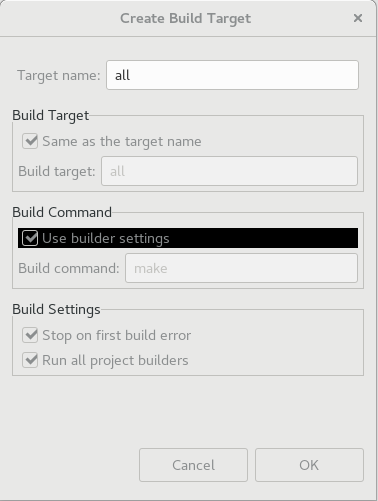 Create Build Target
Target name: all
Build Target
Same as the target name
Build target: all
Build Command
Use builder settings
Build command: make
Build Settings
Stop on first build error
Run all project builders
Cancel OK